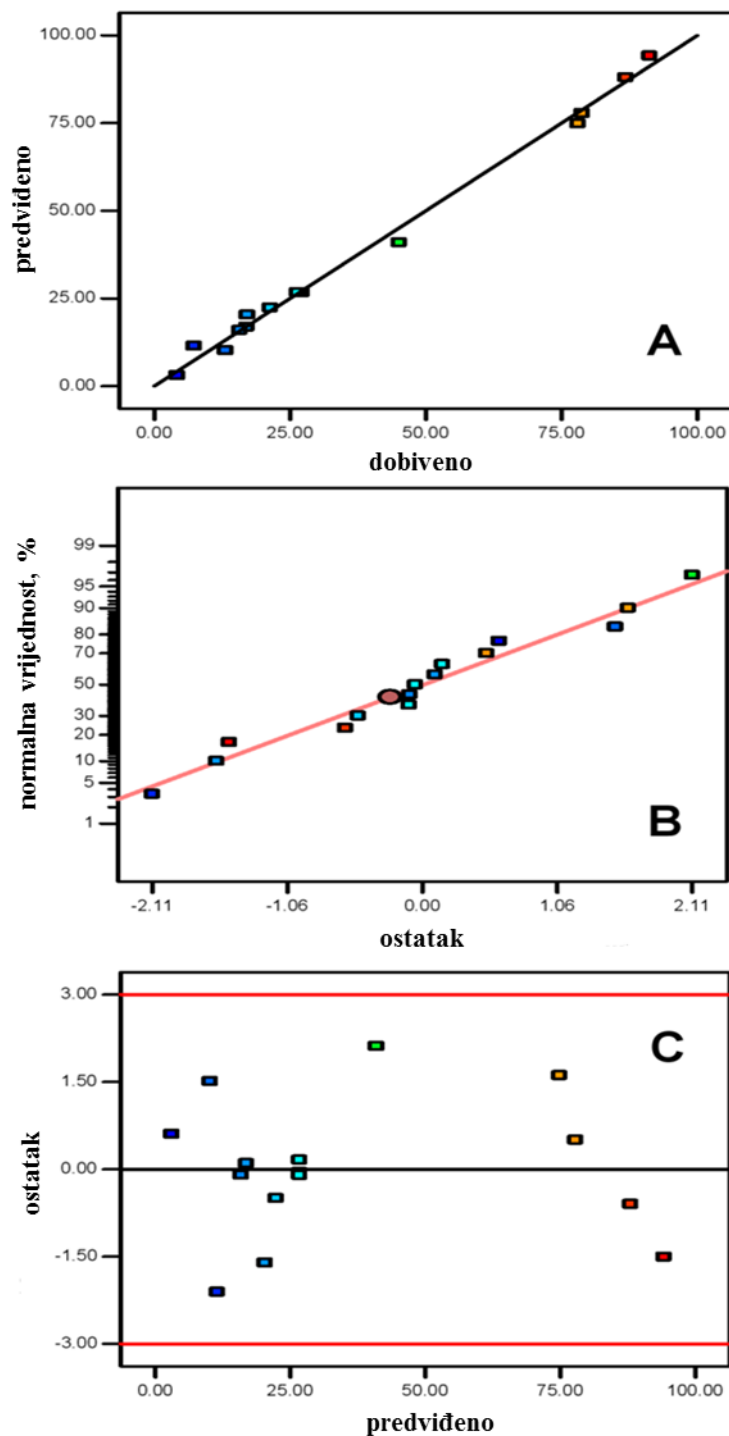 100.00
75.00
50.00
25.00
0.00
predviđeno
A
0.00 25.00 50.00 75.00 100.00
dobiveno
normalna vrijednost, %
99
95
90
80
70
50
30
20
10
5
1
B
-2.11 -1.06 0.00 1.06 2.11
ostatak
ostatak
3.00
1.50
0.00
-1.50
-3.00
C
0.00 25.00 50.00 75.00 100.00
predviđeno